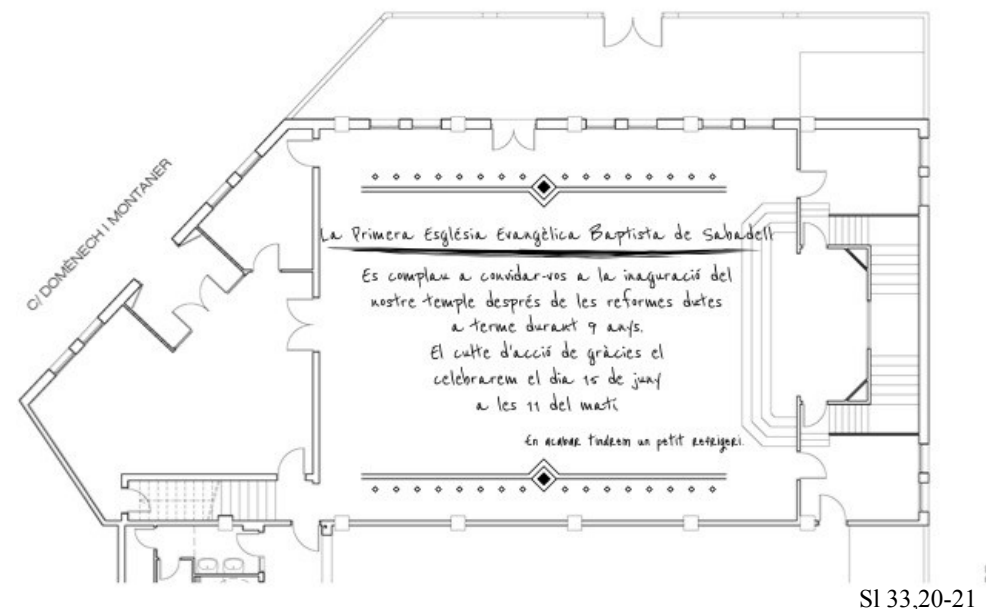 C/ DOMÈNECH I MONTANER
La Primera Església Evangèlica Baptista de Sabadell
Es complau a convidar-vos a la inaguració del
nostre temple després de les reformes dutes
a terme durant 9 anys.
El culte d'acció de gràcies el
celebrarem el dia 15 de juny
a les 11 del matí
En acabar tindrem un petit refrigeri.
Sl 33,20-21